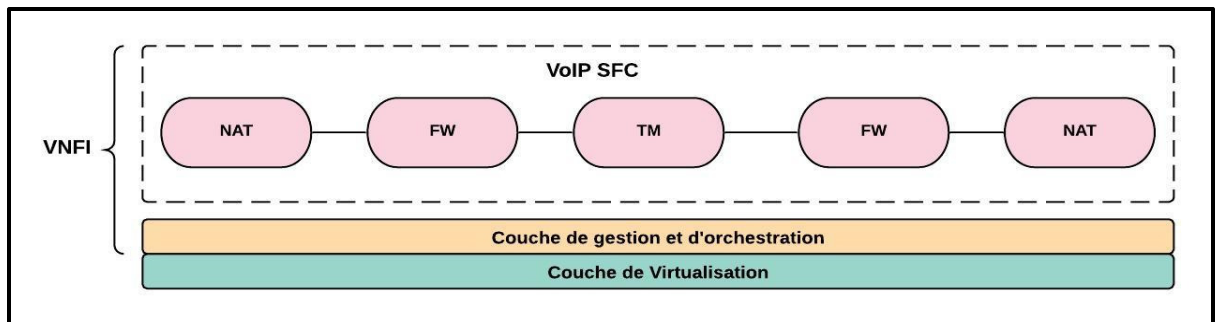 VoIP SFC
VNFI
NAT
FW
TM
FW
NAT
Couche de gestion et d'orchestration
Couche de Virtualisation